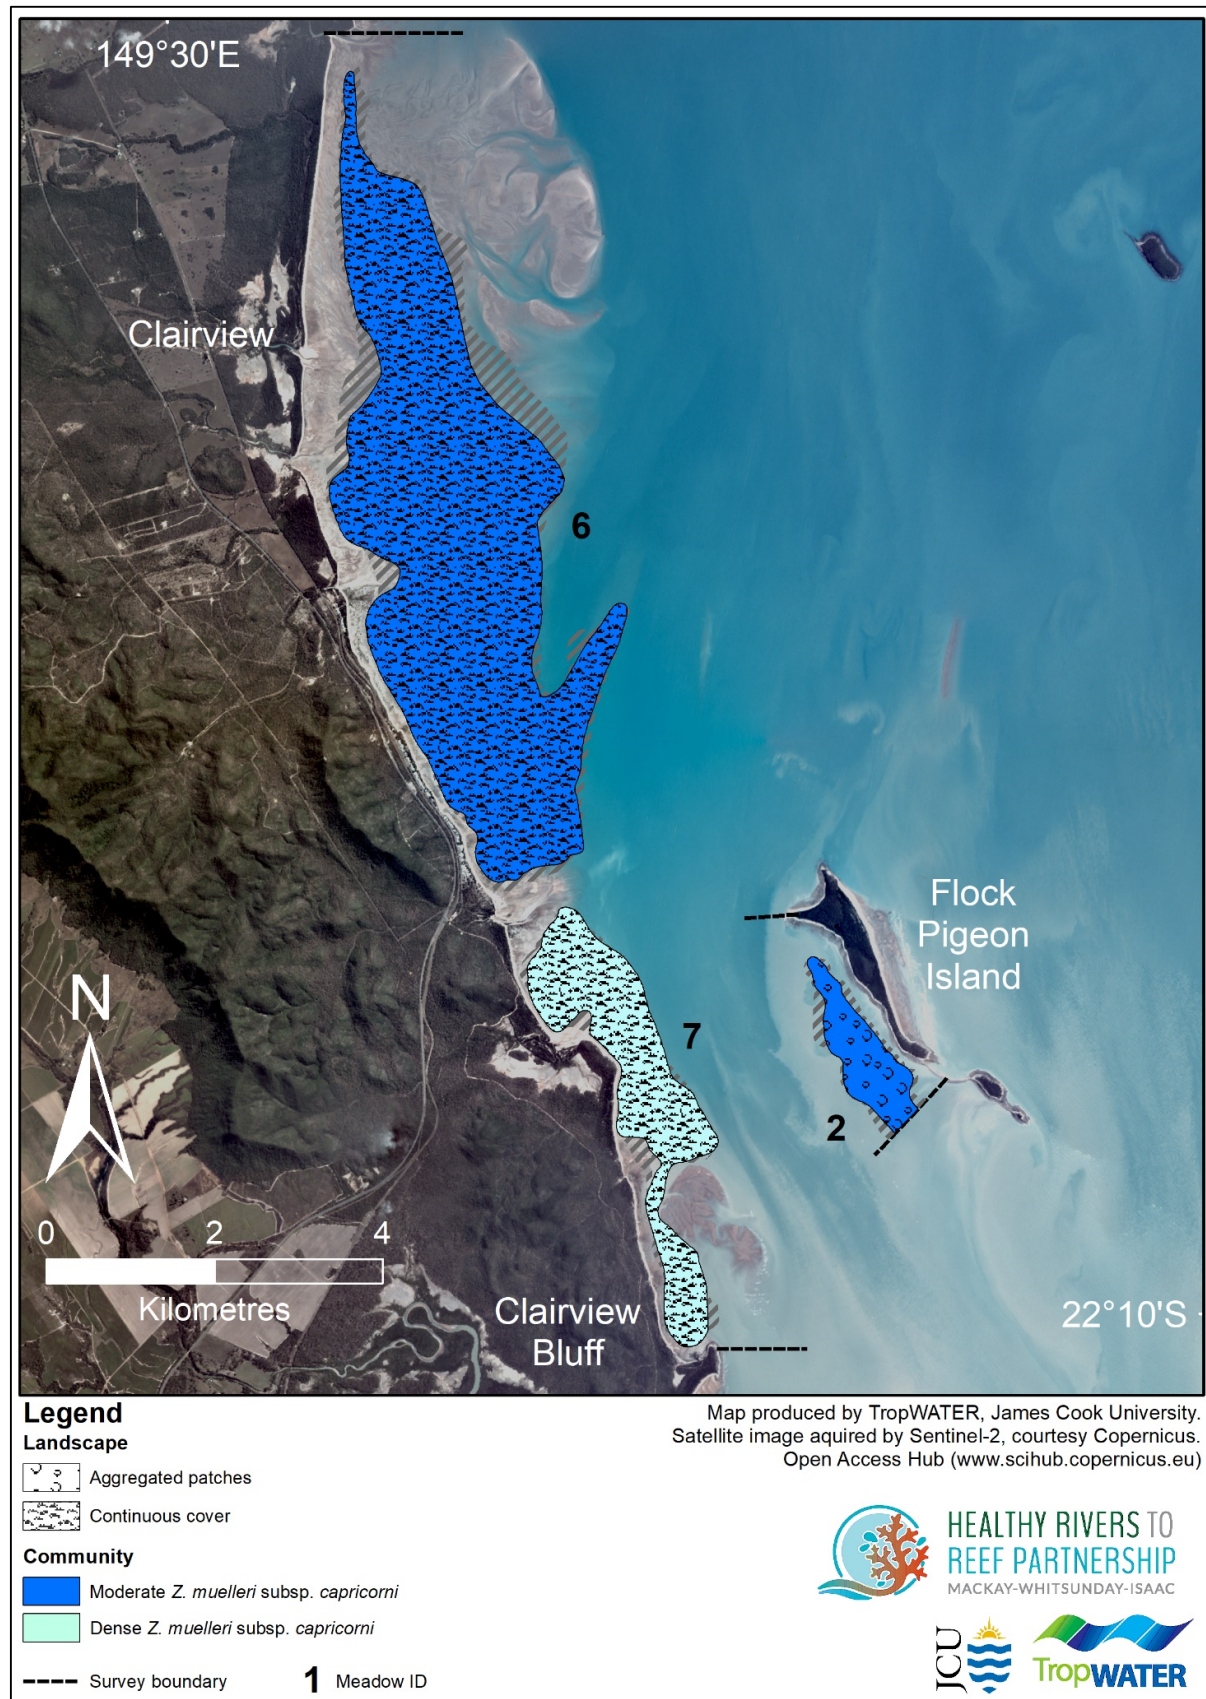 149°30'E
Clairview
6
Flock
Pigeon
Island
N
7
2
0 2 4
Kilometres
Clairview
Bluff
22°10'S
Legend
Landscape
Aggregated patches
Continuous cover
Community
Moderate Z. muelleri subsp. capricorni
Dense Z. muelleri subsp. capricorni
Survey boundary
1 Meadow ID
Map produced by TropWATER, James Cook University.
Satellite image aquired by Sentinel-2, courtesy Copernicus.
Open Access Hub (www.scihub.copernicus.eu)
HEALTHY RIVERS TO
REEF PARTNERSHIP
MACKAY-WHITSUNDAY-ISAAC
JCU
TropWATER